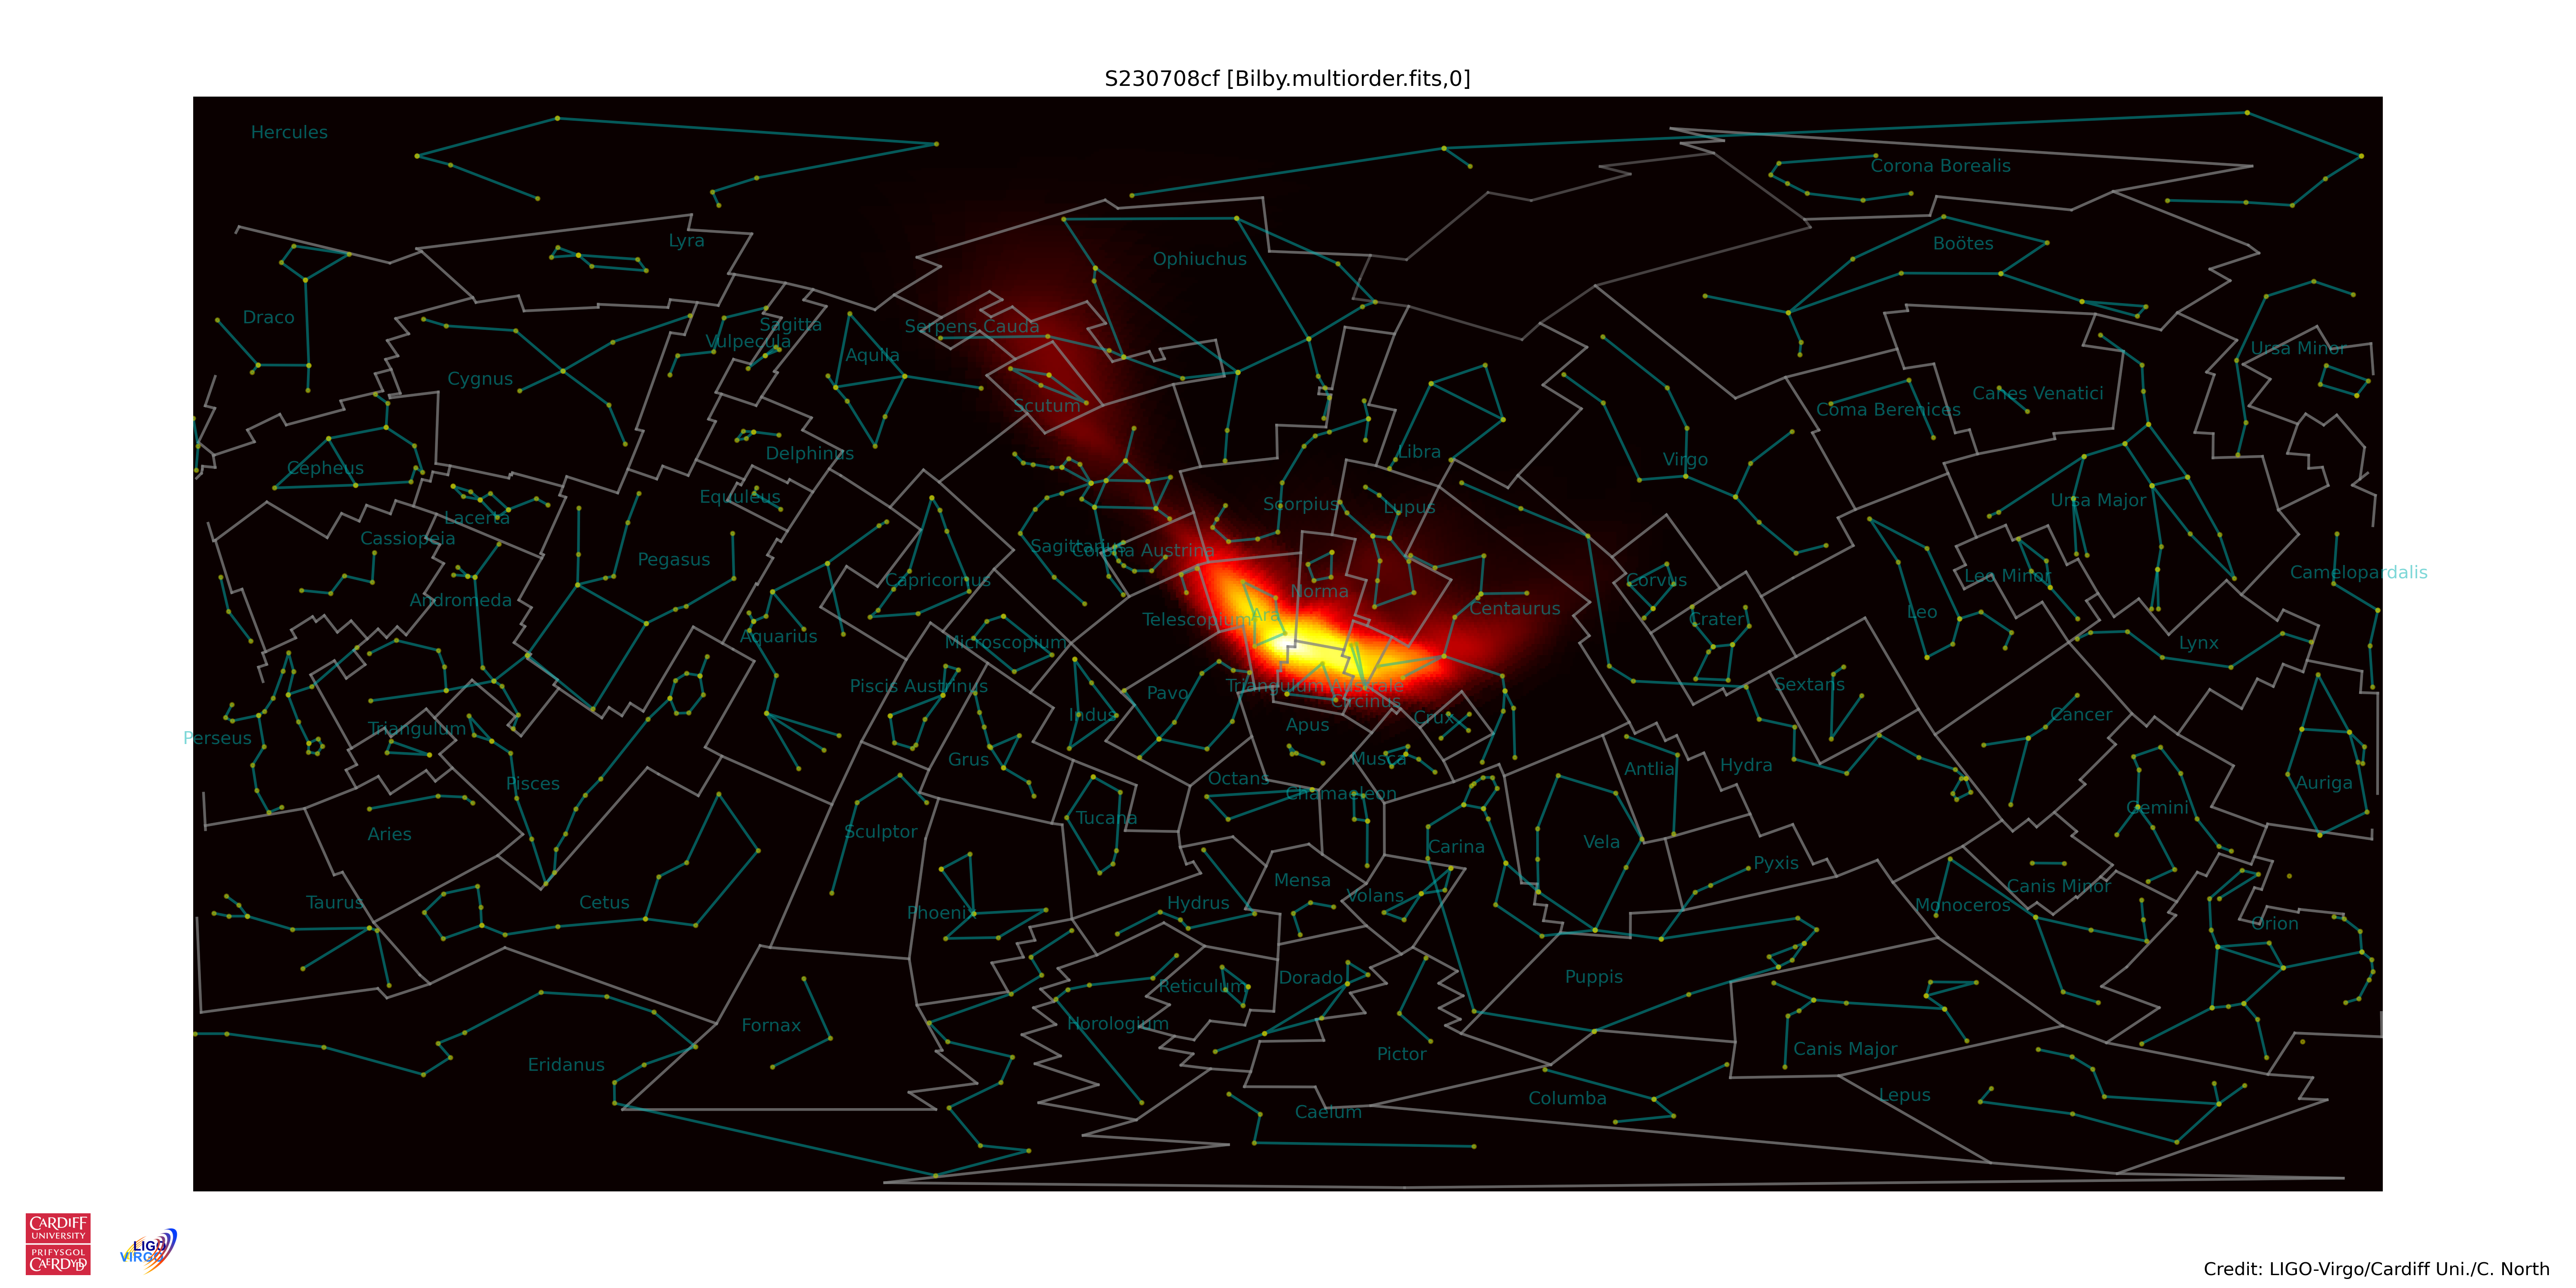 S230708cf [Bilby.multiorder.fits,0]
Hercules
Corona Borealis
Lyra
Ophiuchus
Boötes
Draco
Vulpecula
Sagitta
Serpens Cauda
Aquila
Ursa Minor
Cygnus
Scutum
Coma Berenices
Canes Venatici
Cepheus
Delphinus
Libra
Virgo
Equuleus
Lacerta
Scorpius
Lupus
Ursa Major
Cassiopeia
Pegasus
Sagittarius
Corona Austrina
Andromeda
Capricornus
Norma
Corvus
Leo Minor
Camelopardalis
Aquarius
Microscopium
Telescopium
Ara
Centaurus
Crater
Leo
Lynx
Perseus
Triangulum
Piscis Austrinus
Indus
Pavo
Triangulum Australe
Circinus
Crux
Sextans
Cancer
Apus
Pisces
Grus
Octans
Musca
Antlia
Hydra
Auriga
Chamaeleon
Gemini
Aries
Sculptor
Tucana
Carina
Vela
Pyxis
Taurus
Cetus
Phoenix
Hydrus
Mensa
Volans
Canis Minor
Monoceros
Orion
Fornax
Reticulum
Dorado
Puppis
Horologium
Eridanus
Pictor
Canis Major
Caelum
Columba
Lepus
CARDIFF
UNIVERSITY
PRIFYSGOL
CAERDYDD
LIGO
VIRGO
Credit: LIGO-Virgo/Cardiff Uni./C. North